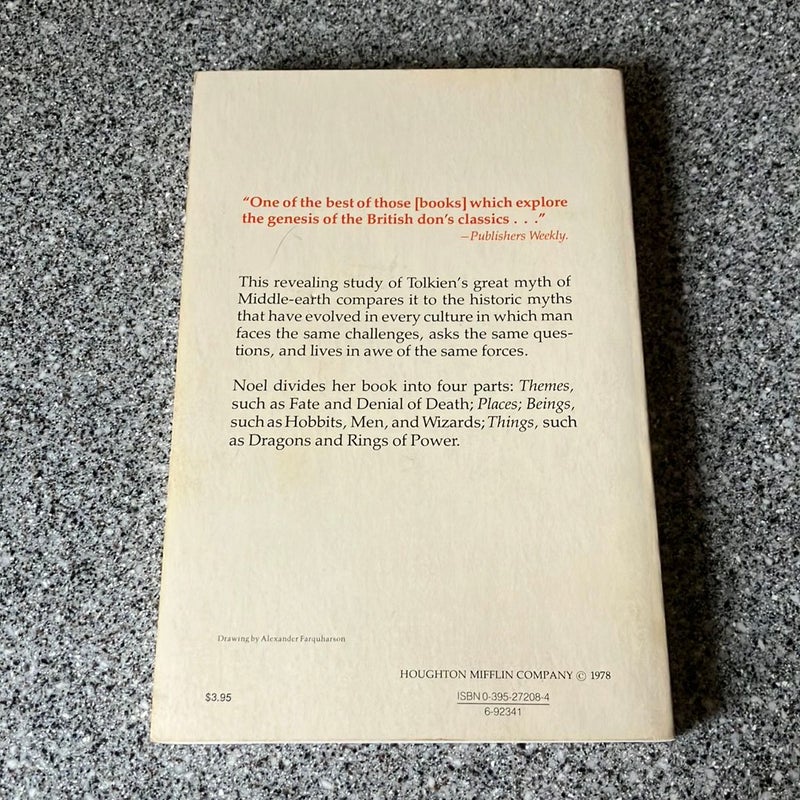 “One of the best of those [books] which explore
the genesis of the British don’s classics . . .”
—Publishers Weekly.
This revealing study of Tolkien’s great myth of
Middle-earth compares it to the historic myths
that have evolved in every culture in which man
faces the same challenges, asks the same ques-
tions, and lives in awe of the same forces.
Noel divides her book into four parts: Themes,
such as Fate and Denial of Death; Places; Beings,
such as Hobbits, Men, and Wizards; Things, such
as Dragons and Rings of Power.
Drawing by Alexander Farquharson
HOUGHTON MIFFLIN COMPANY © 1978
$3.95
ISBN 0-395-27208-4
6-92341